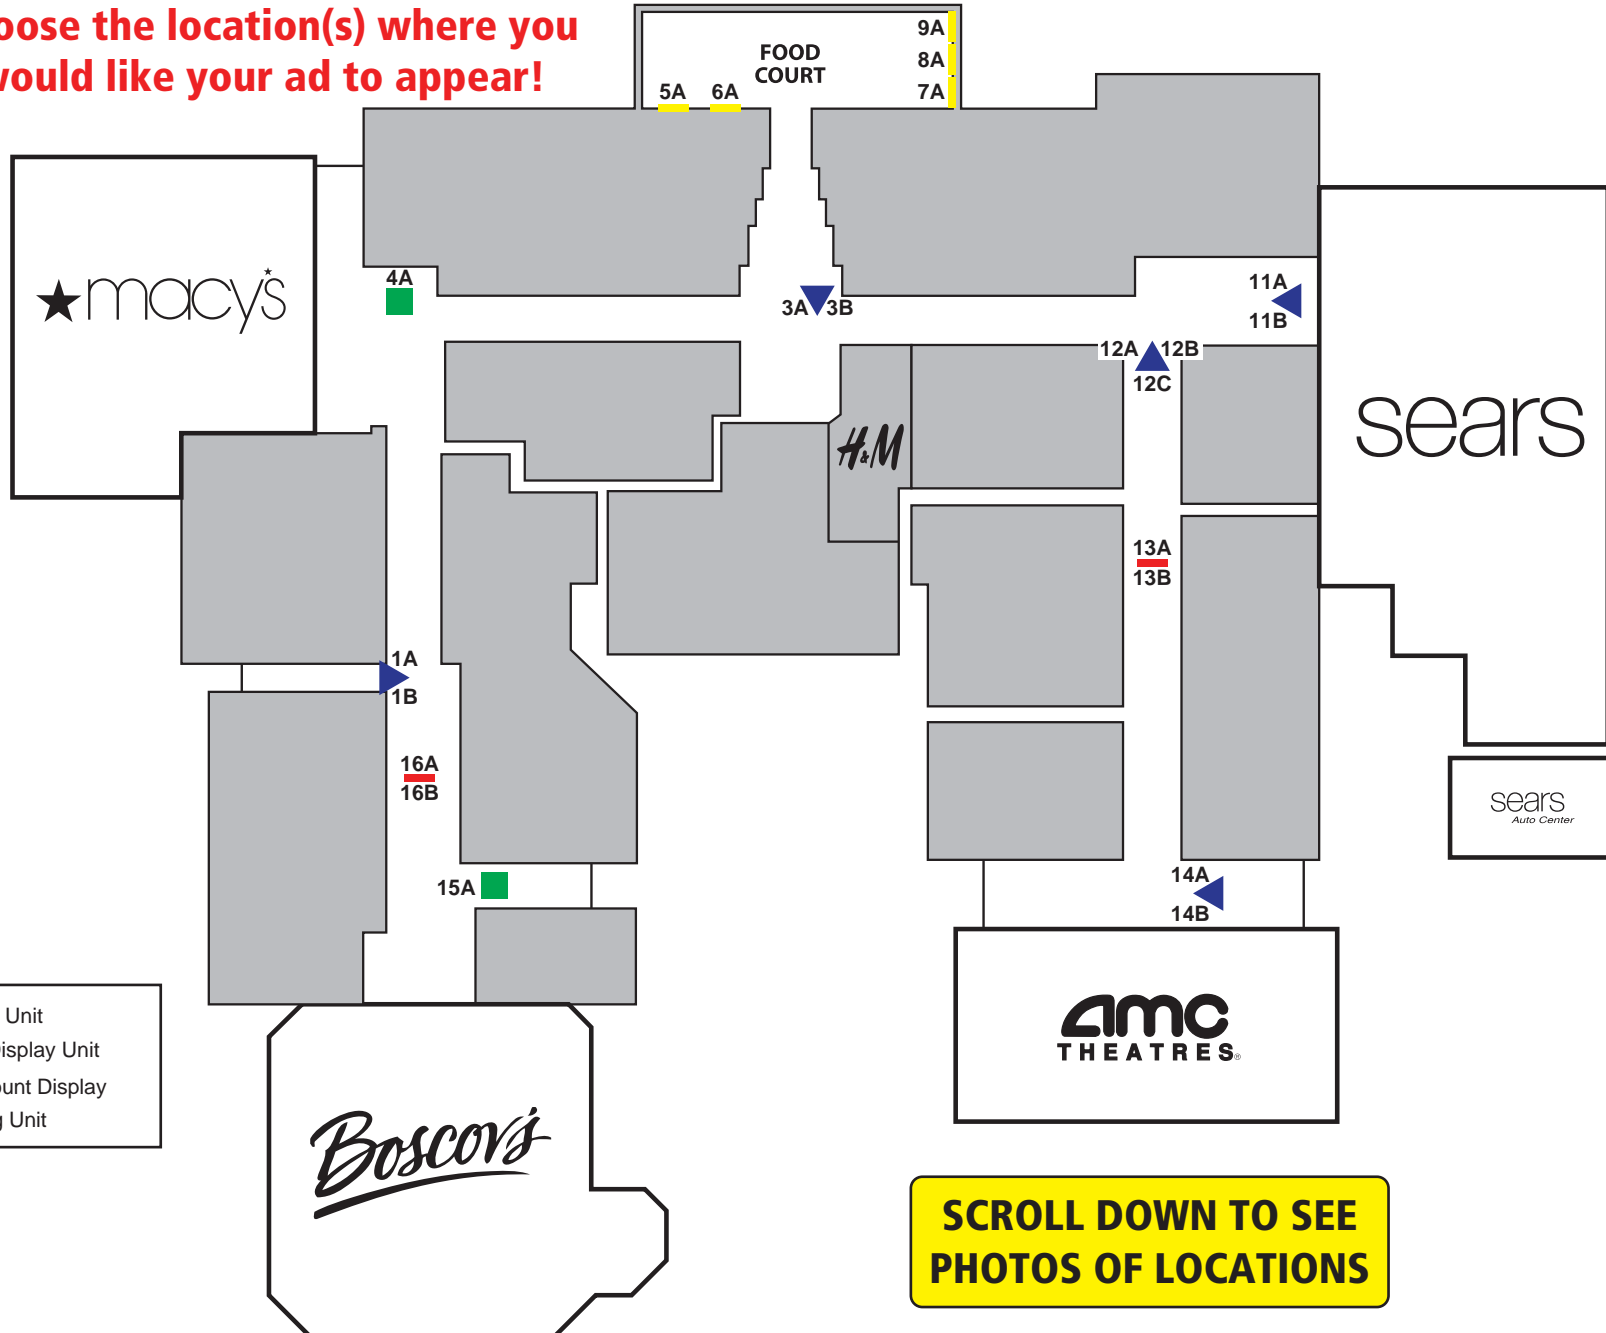 oose the location(s) where you
would like your ad to appear!
FOOD
COURT
9A
8A
7A
5A
6A
macy's
4A
3A
3B
11A
11B
12A
12B
12C
H&M
sears
13A
13B
1A
1B
16A
16B
sears
Auto Center
15A
14A
14B
Unit
isplay Unit
unt Display
g Unit
amc
THEATRES®
Boscov's
SCROLL DOWN TO SEE
PHOTOS OF LOCATIONS